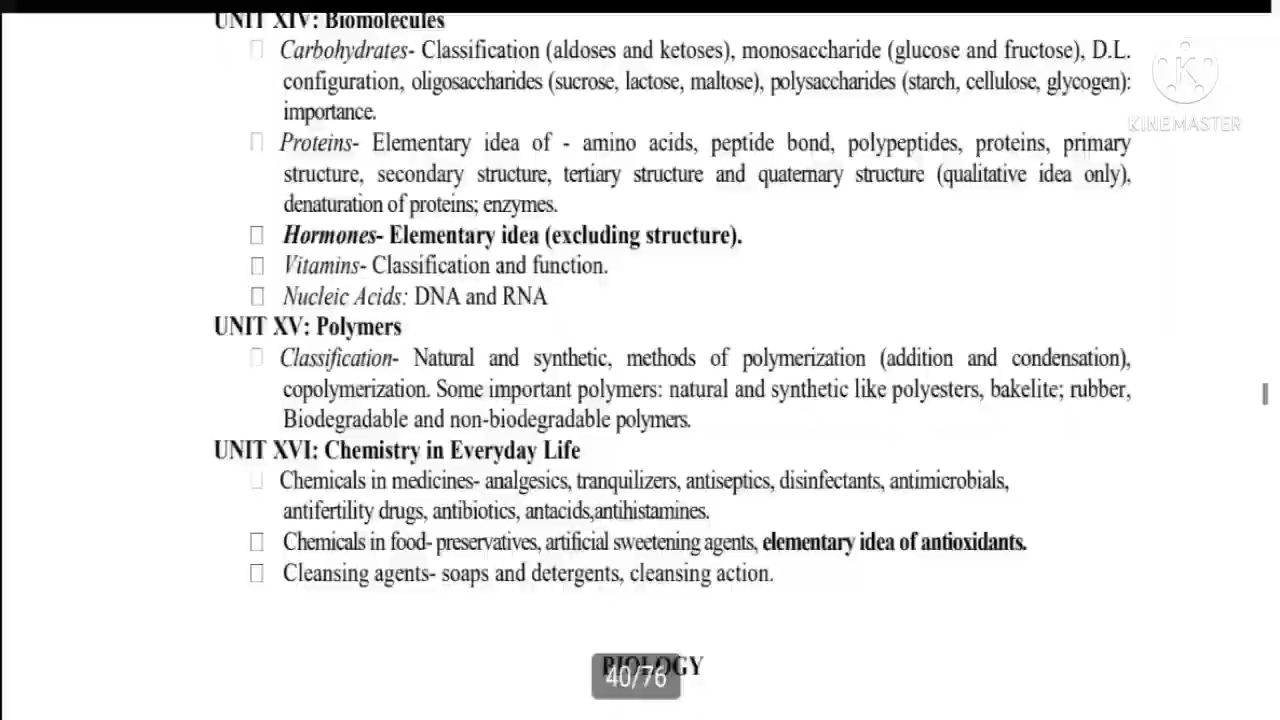 UNIT XIV: Biomolecules
Carbohydrates- Classification (aldoses and ketoses), monosaccharide (glucose and fructose), D.L.
configuration, oligosaccharides (sucrose, lactose, maltose), polysaccharides (starch, cellulose, glycogen):
importance.
KINEMASTER
Proteins- Elementary idea of - amino acids, peptide bond, polypeptides, proteins, primary
structure, secondary structure, tertiary structure and quaternary structure (qualitative idea only),
denaturation of proteins; enzymes.
Hormones- Elementary idea (excluding structure).
Vitamins- Classification and function.
Nucleic Acids: DNA and RNA
UNIT XV: Polymers
Classification- Natural and synthetic, methods of polymerization (addition and condensation),
copolymerization. Some important polymers: natural and synthetic like polyesters, bakelite; rubber,
Biodegradable and non-biodegradable polymers.
UNIT XVI: Chemistry in Everyday Life
Chemicals in medicines- analgesics, tranquilizers, antiseptics, disinfectants, antimicrobials,
antifertility drugs, antibiotics, antacids,antihistamines.
Chemicals in food- preservatives, artificial sweetening agents, elementary idea of antioxidants.
Cleansing agents- soaps and detergents, cleansing action.
BIOLOGY
40/76